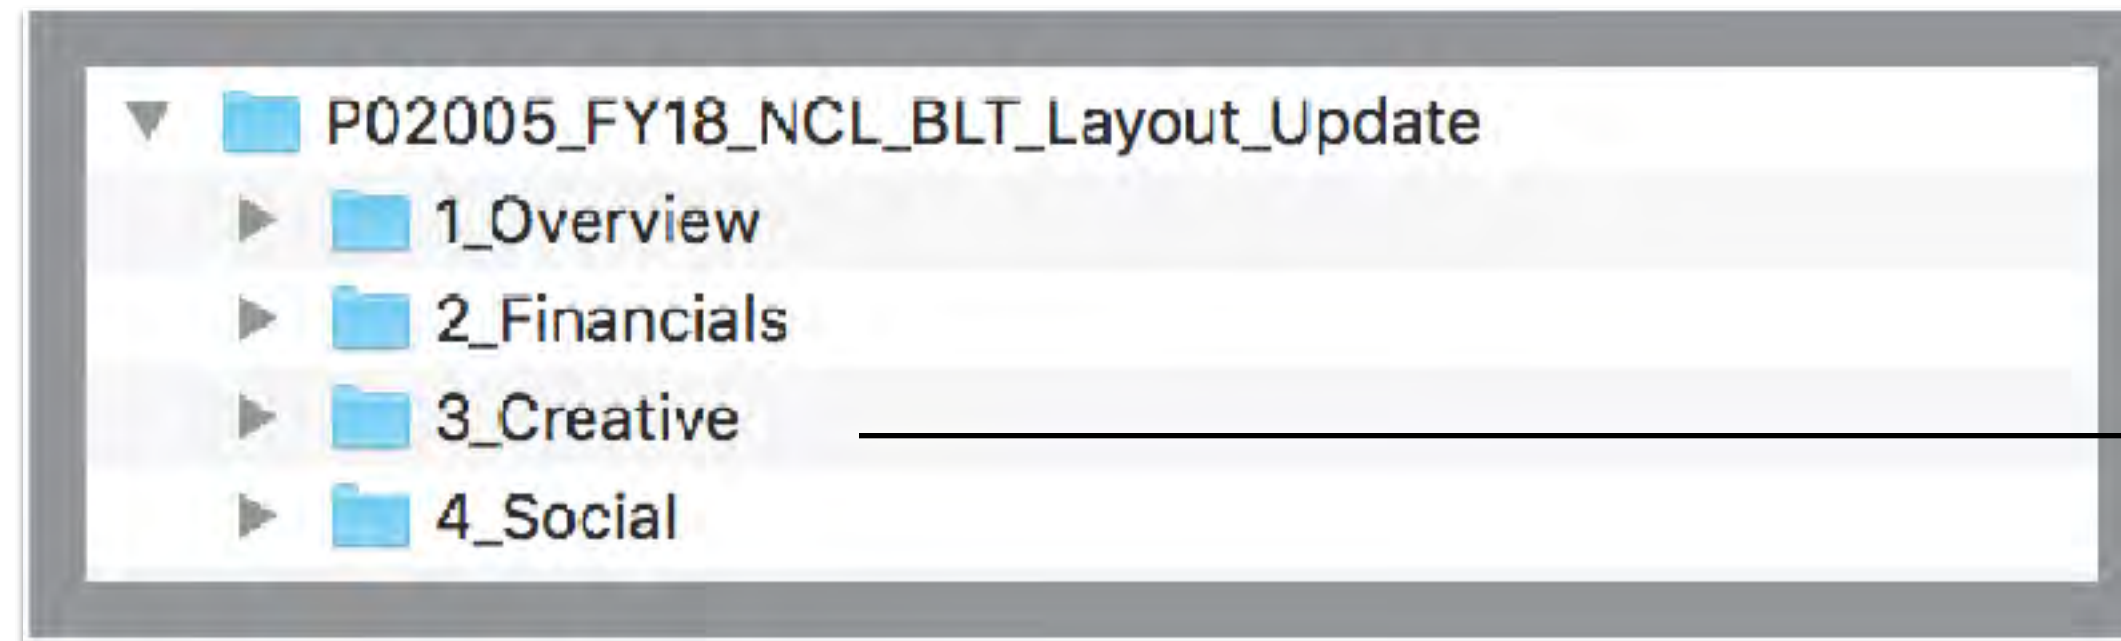 P02005_FY18_NCL_BLT_Layout_Update
1_Overview
2_Financials
3_Creative
4_Social